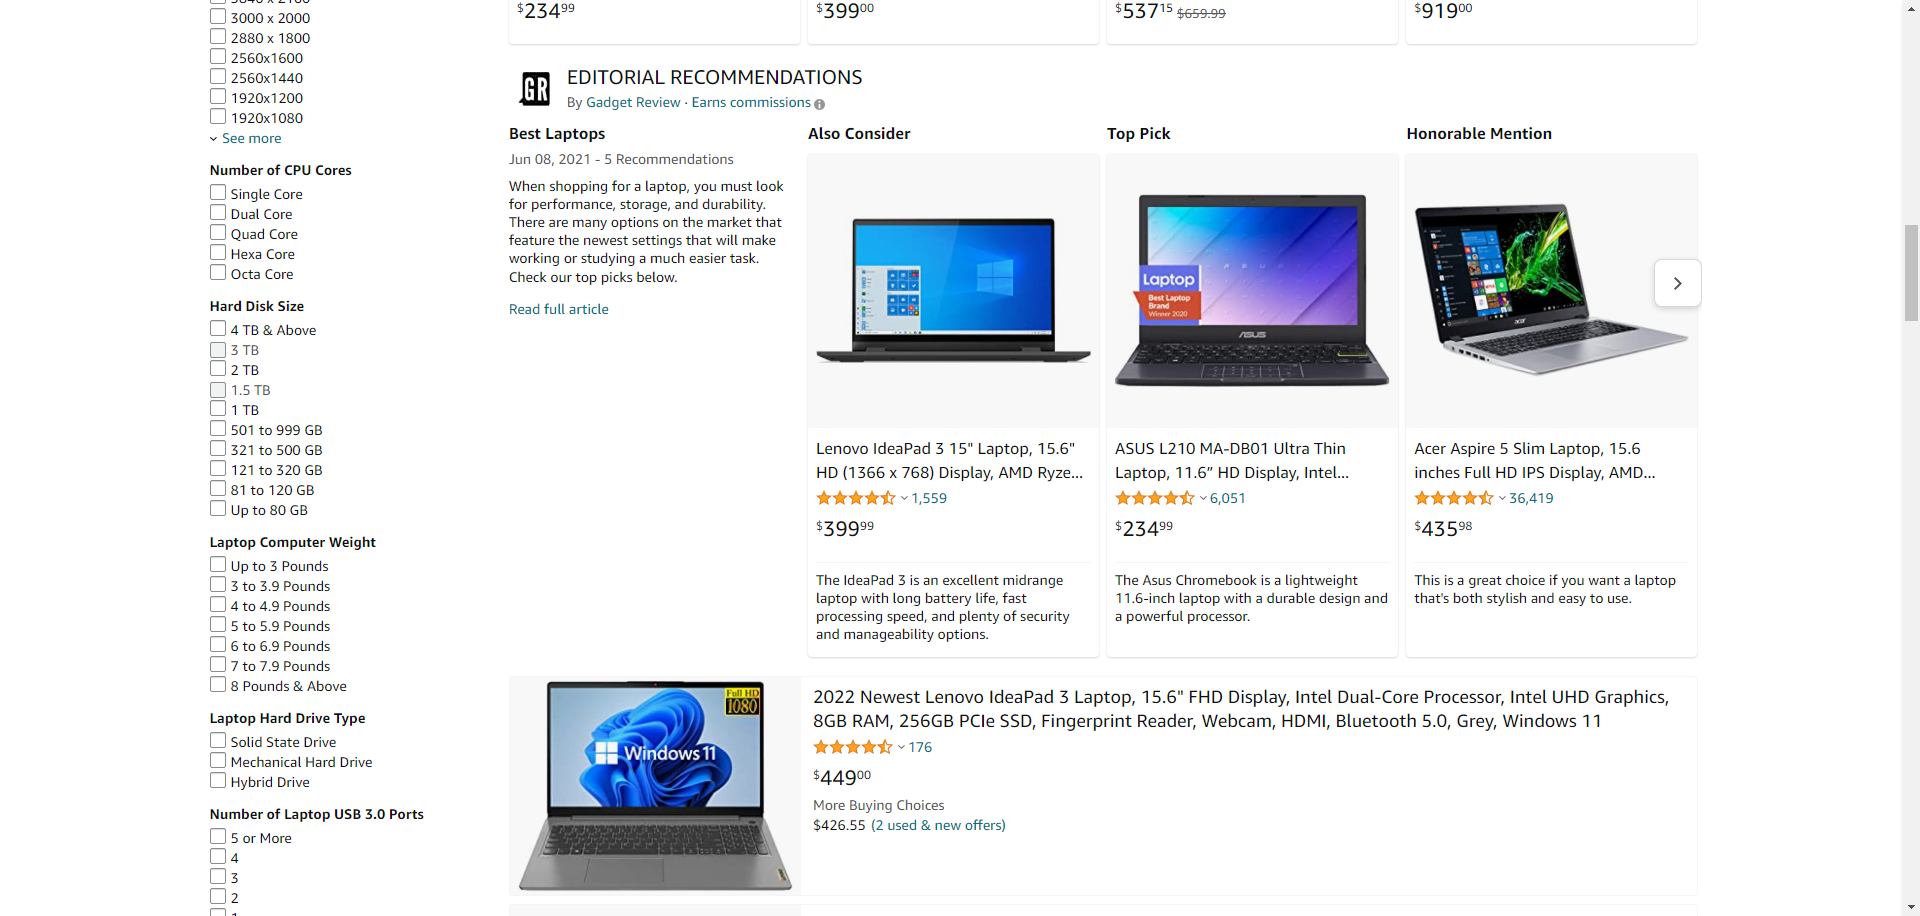 3840 x 2160
3000 x 2000
2880 x 1800
2560x1600
2560x1440
1920x1200
1920x1080
See more
Number of CPU Cores
Single Core
Dual Core
Quad Core
Hexa Core
Octa Core
Hard Disk Size
4 TB & Above
3 TB
2 TB
1.5 TB
1 TB
501 to 999 GB
321 to 500 GB
121 to 320 GB
81 to 120 GB
Up to 80 GB
Laptop Computer Weight
Up to 3 Pounds
3 to 3.9 Pounds
4 to 4.9 Pounds
5 to 5.9 Pounds
6 to 6.9 Pounds
7 to 7.9 Pounds
8 Pounds & Above
Laptop Hard Drive Type
Solid State Drive
Mechanical Hard Drive
Hybrid Drive
Number of Laptop USB 3.0 Ports
5 or More
4
3
2
1
$234.99
$399.00
$537.15 $659.99
$919.00
GR
EDITORIAL RECOMMENDATIONS
By Gadget Review · Earns commissions
Best Laptops
Jun 08, 2021 - 5 Recommendations
When shopping for a laptop, you must look
for performance, storage, and durability.
There are many options on the market that
feature the newest settings that will make
working or studying a much easier task.
Check our top picks below.
Read full article
Also Consider
Lenovo IdeaPad 3 15" Laptop, 15.6"
HD (1366 x 768) Display, AMD Ryze...
1,559
$399.99
The IdeaPad 3 is an excellent midrange
laptop with long battery life, fast
processing speed, and plenty of security
and manageability options.
Top Pick
Laptop
Best Laptop
Brand
Winner 2020
ASUS
ASUS L210 MA-DB01 Ultra Thin
Laptop, 11.6” HD Display, Intel...
6,051
$234.99
The Asus Chromebook is a lightweight
11.6-inch laptop with a durable design and
a powerful processor.
Honorable Mention
acer
Acer Aspire 5 Slim Laptop, 15.6
inches Full HD IPS Display, AMD...
36,419
$435.98
This is a great choice if you want a laptop
that's both stylish and easy to use.
Full HD
1080
Windows 11
2022 Newest Lenovo IdeaPad 3 Laptop, 15.6" FHD Display, Intel Dual-Core Processor, Intel UHD Graphics,
8GB RAM, 256GB PCIe SSD, Fingerprint Reader, Webcam, HDMI, Bluetooth 5.0, Grey, Windows 11
176
$449.00
More Buying Choices
$426.55 (2 used & new offers)